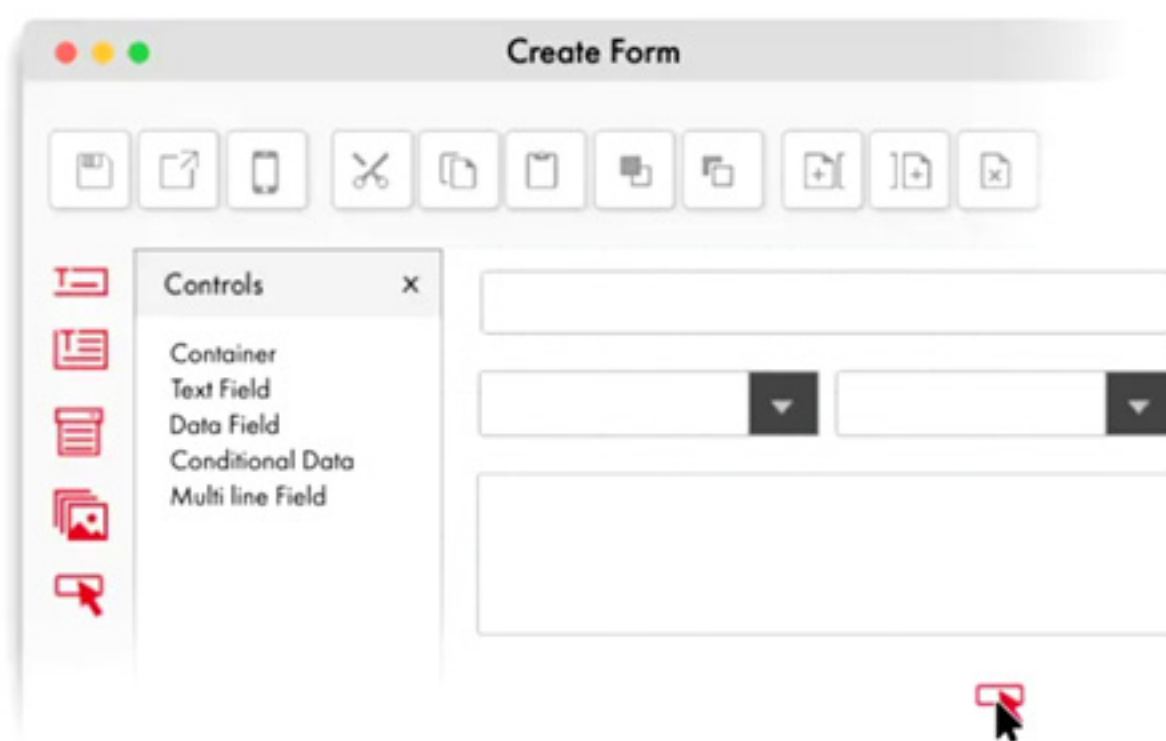 Create Form
Controls
Container
Text Field
Data Field
Conditional Data
Multi line Field